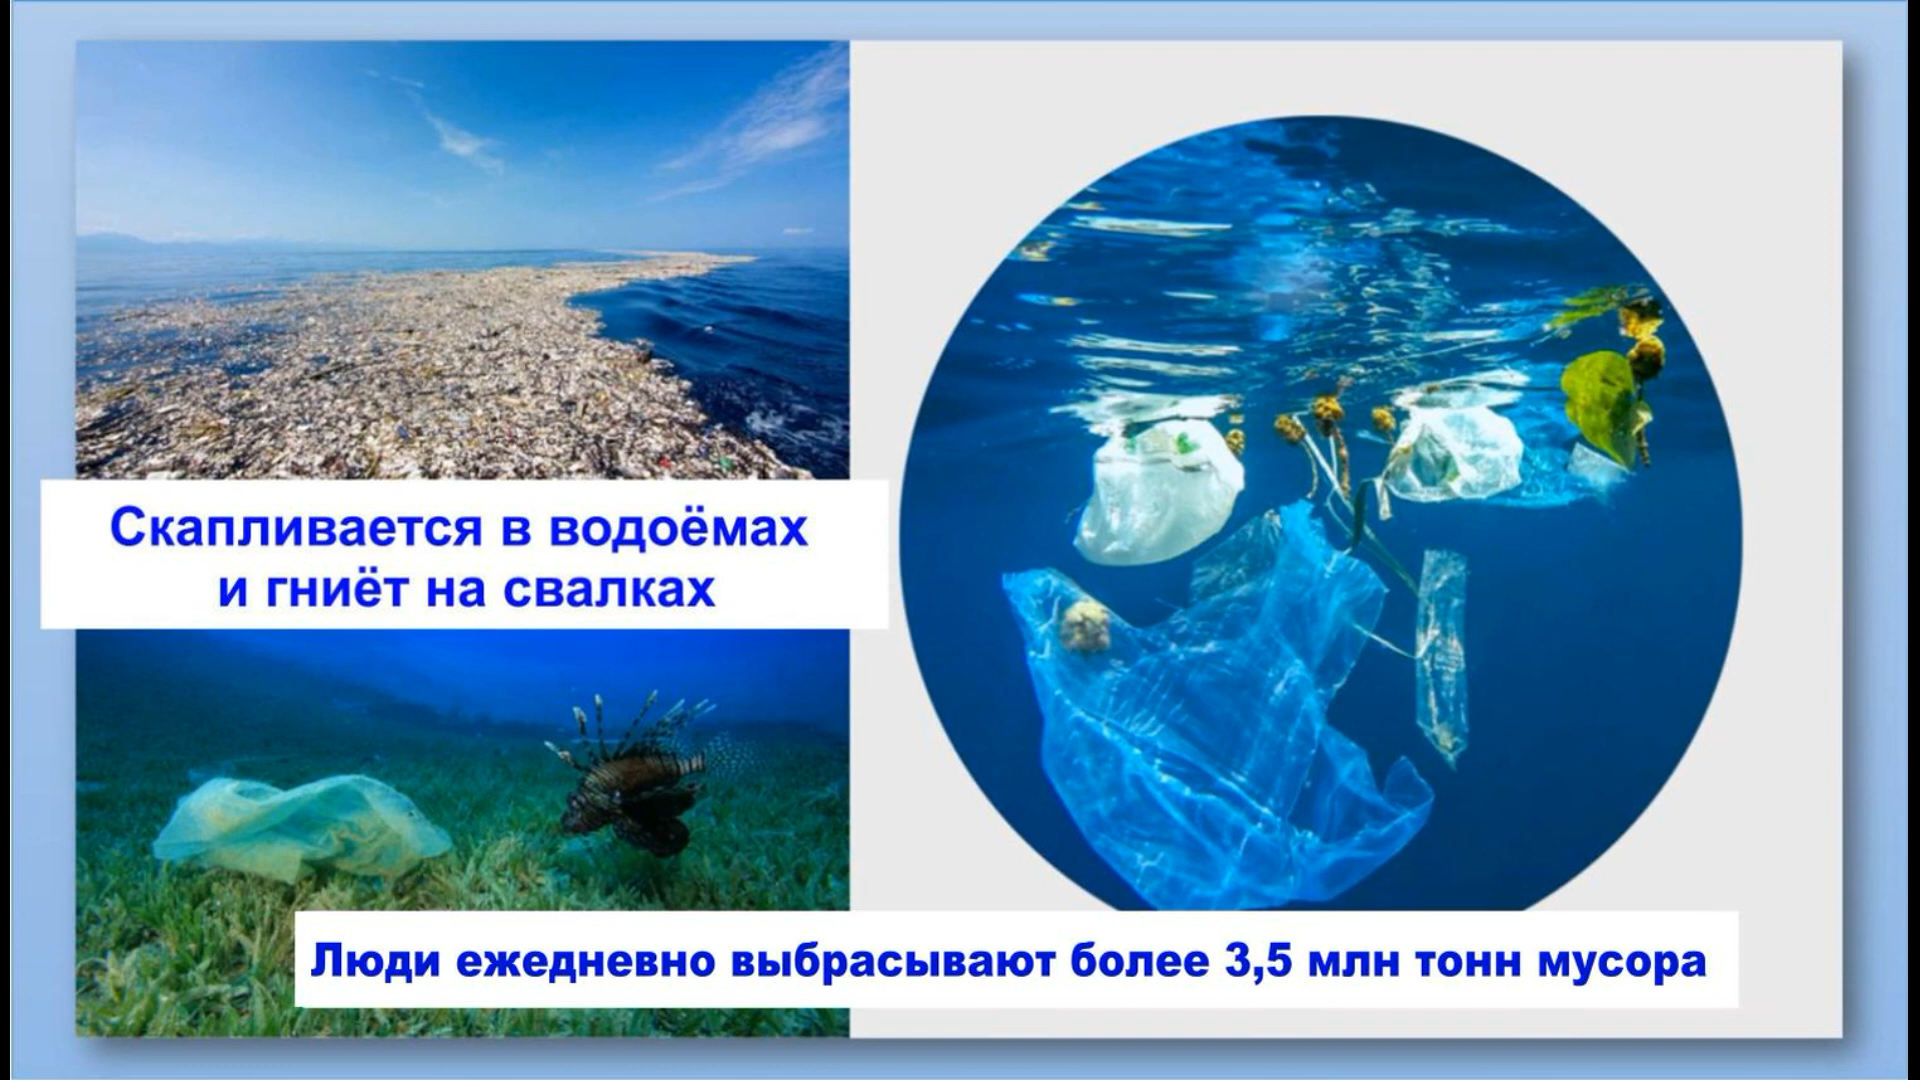 Скапливается в водоёмах
и гниёт на свалках
Люди ежедневно выбрасывают более 3,5 млн тонн мусора